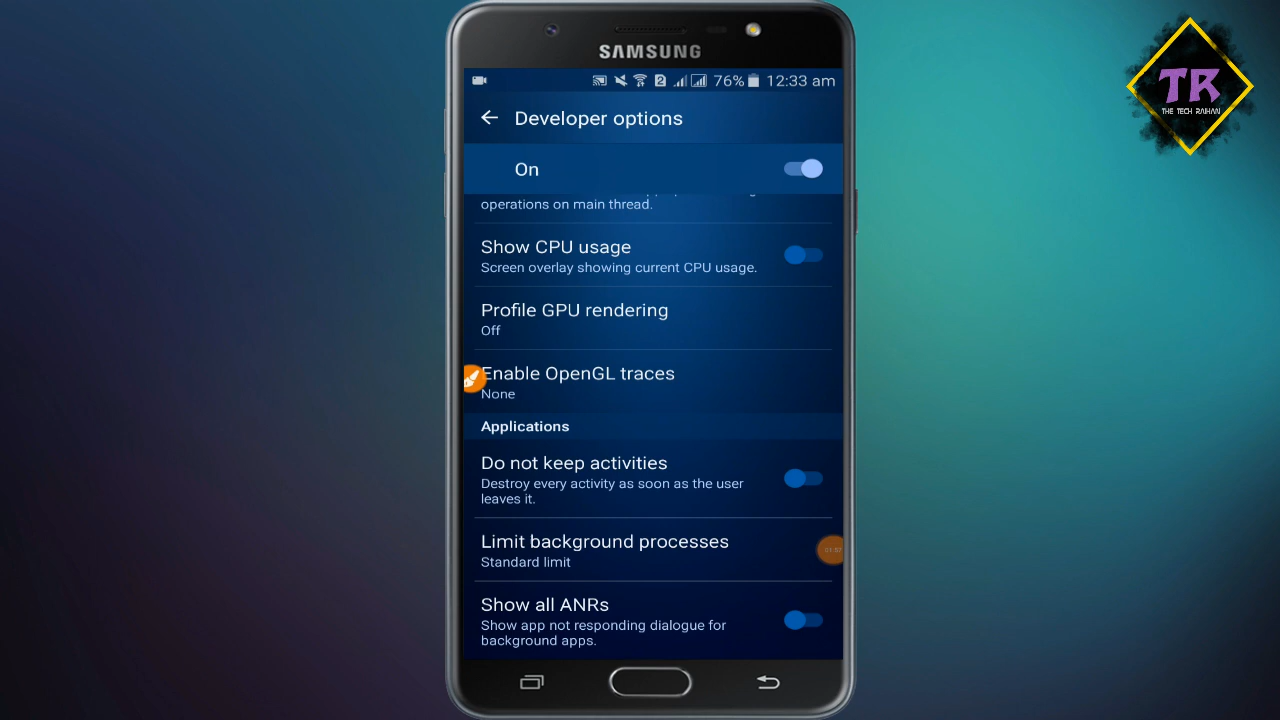 SAMSUNG
2 76% 12:33 am
Developer options
On
operations on main thread.
Show CPU usage
Screen overlay showing current CPU usage.
Profile GPU rendering
Off
Enable OpenGL traces
None
Applications
Do not keep activities
Destroy every activity as soon as the user
leaves it.
Limit background processes
Standard limit
Show all ANRs
Show app not responding dialogue for
background apps.
TR
THE TECH RAIHAN